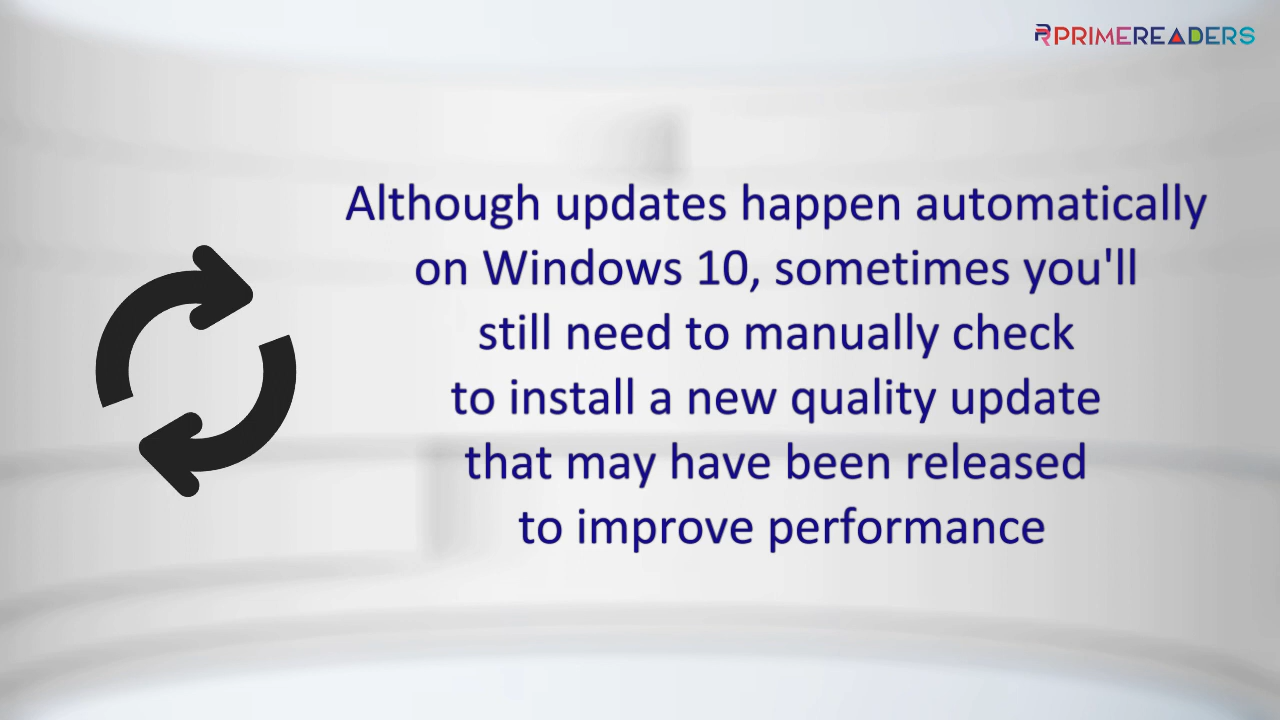 PRIMEREADERS
Although updates happen automatically
on Windows 10, sometimes you'll
still need to manually check
to install a new quality update
that may have been released
to improve performance